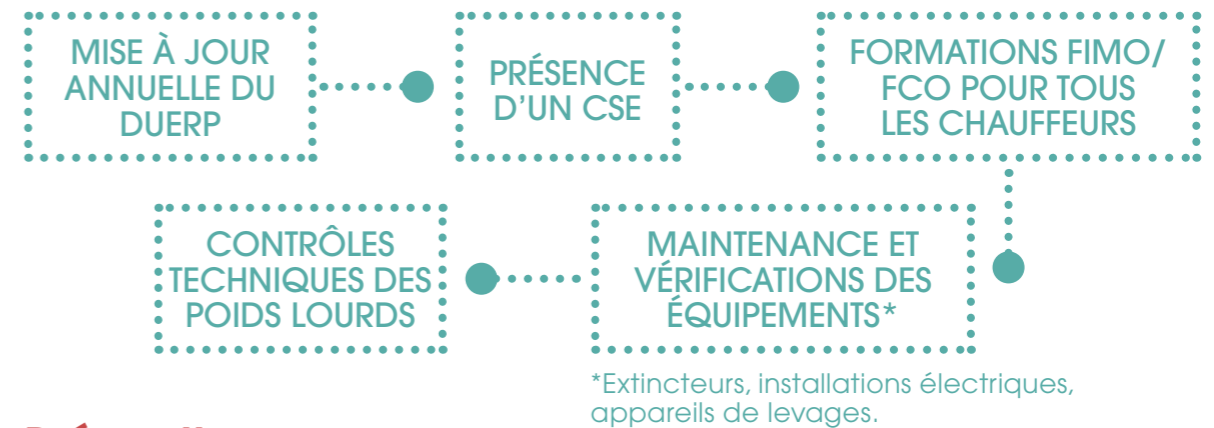 MISE À JOUR
ANNUELLE DU
DUERP
PRÉSENCE
D'UN CSE
FORMATIONS FIMO/
FCO POUR TOUS
LES CHAUFFEURS
MAINTENANCE ET
VÉRIFICATIONS DES
ÉQUIPEMENTS*
CONTRÔLES
TECHNIQUES DES
POIDS LOURDS
*Extincteurs, installations électriques,
appareils de levages.